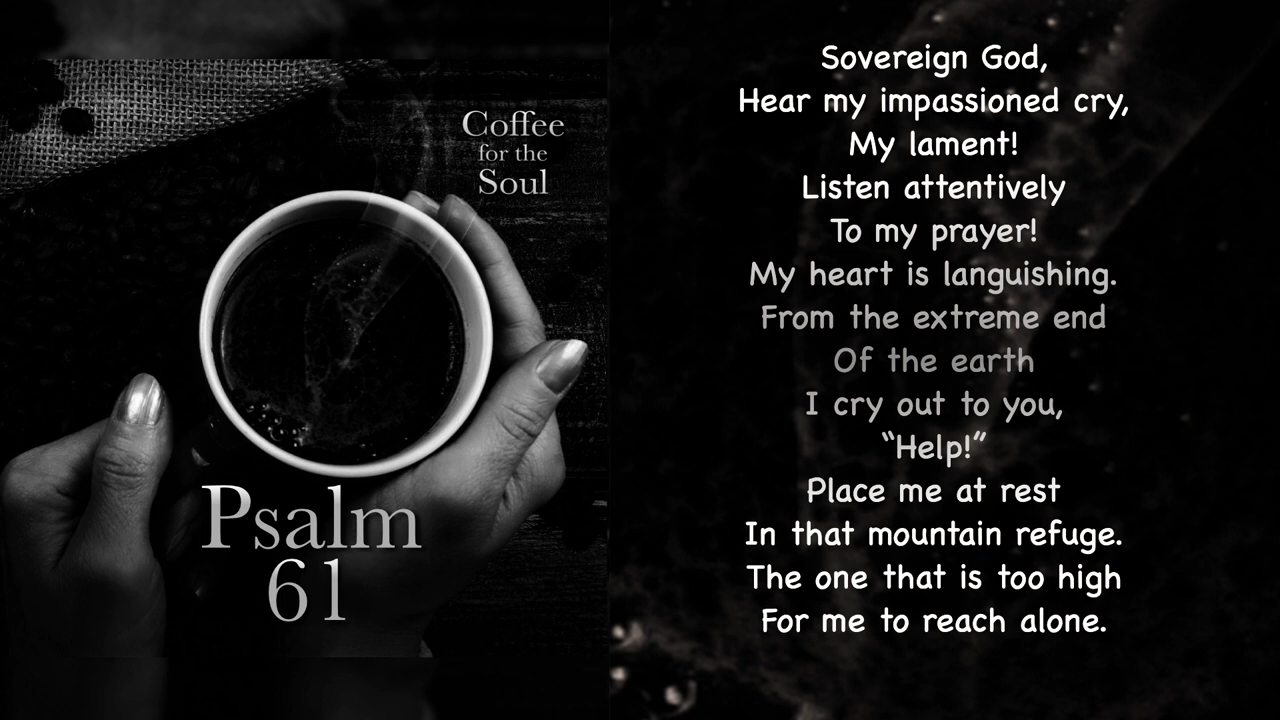 Coffee
for the
Soul
Psalm
61
Sovereign God,
Hear my impassioned cry,
My lament!
Listen attentively
To my prayer!
My heart is languishing.
From the extreme end
Of the earth
I cry out to you,
“Help!”
Place me at rest
In that mountain refuge.
The one that is too high
For me to reach alone.